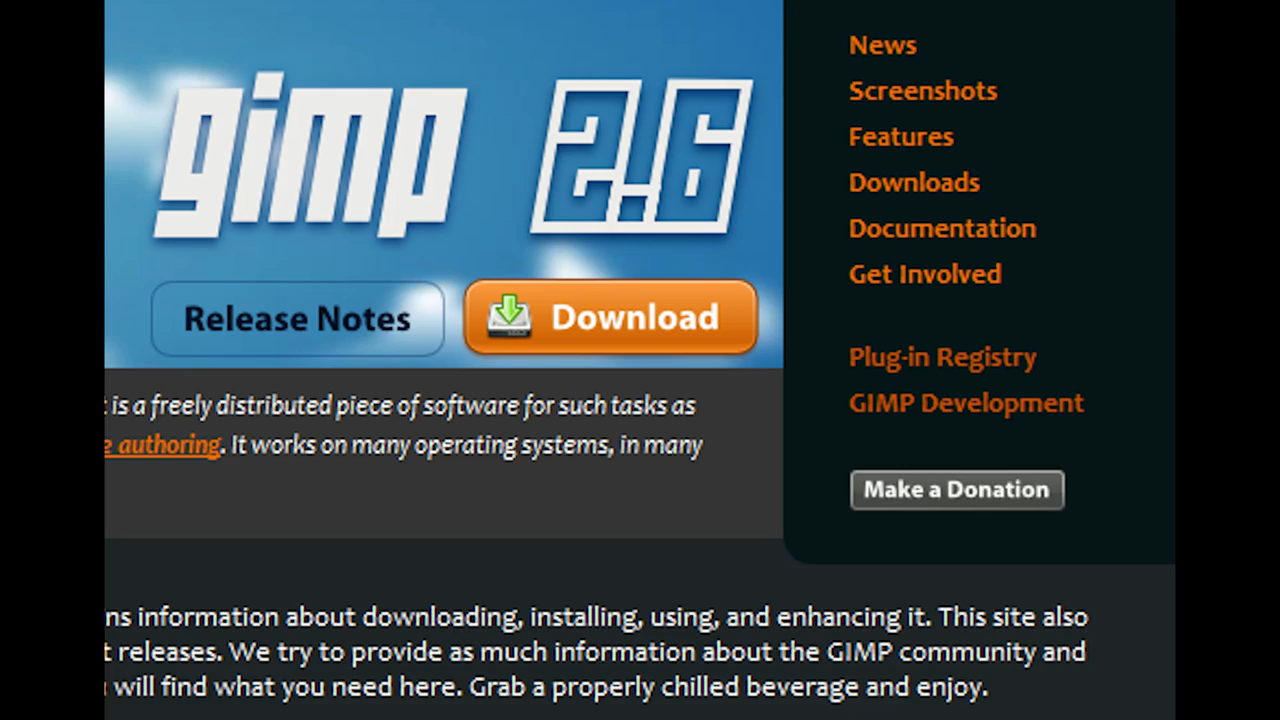 gimp 2.6
Release Notes
Download
is a freely distributed piece of software for such tasks as
authoring. It works on many operating systems, in many
News
Screenshots
Features
Downloads
Documentation
Get Involved
Plug-in Registry
GIMP Development
Make a Donation
ns information about downloading, installing, using, and enhancing it. This site also
t releases. We try to provide as much information about the GIMP community and
will find what you need here. Grab a properly chilled beverage and enjoy.